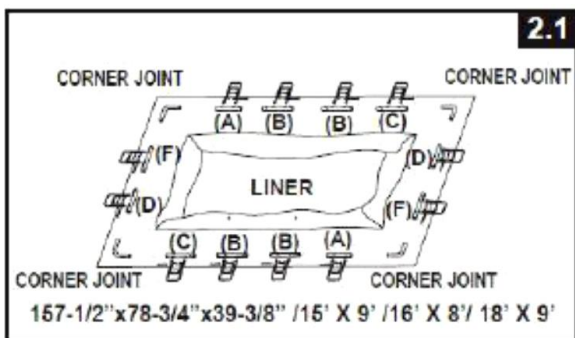 2.1
CORNER JOINT CORNER JOINT
(A) (B) (B) (C)
(F) (D)
LINER
(D) (F)
(C) (B) (B) (A)
CORNER JOINT CORNER JOINT
157-1/2"x78-3/4"x39-3/8" /15' X 9' /16' X 8'/ 18' X 9'